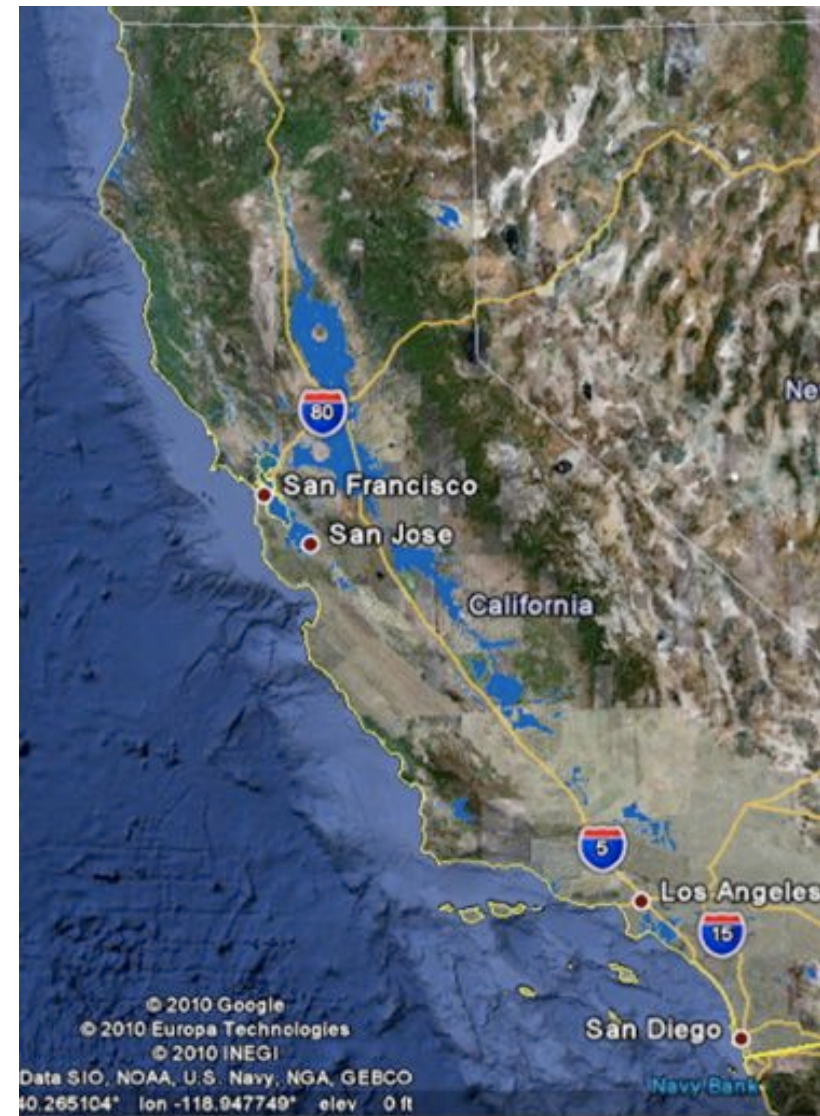 Ne
80
San Francisco
San Jose
California
5
Los Angeles
15
© 2010 Google
© 2010 Europa Technologies
© 2010 INEGI
San Diego
Data SIO, NOAA, U.S. Navy, NGA, GEBCO
Navy Bank
40.265104° lon -118.947749° elev 0 ft